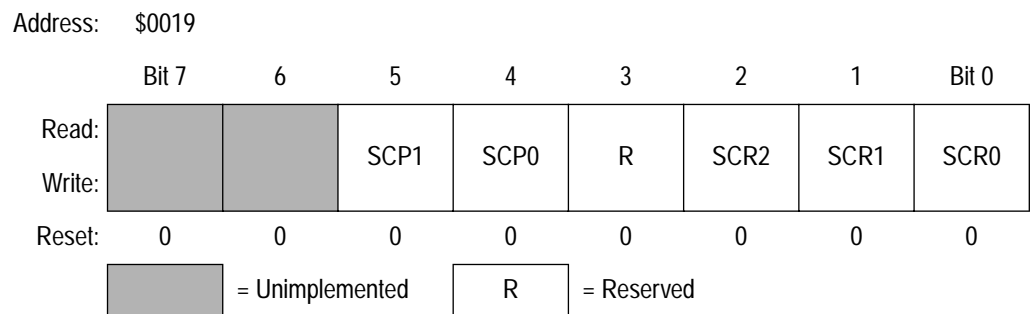 Address: $0019
Bit 7 6 5 4 3 2 1 Bit 0
Read:
SCP1 SCP0 R SCR2 SCR1 SCR0
Write:
Reset: 0 0 0 0 0 0 0 0
= Unimplemented R = Reserved